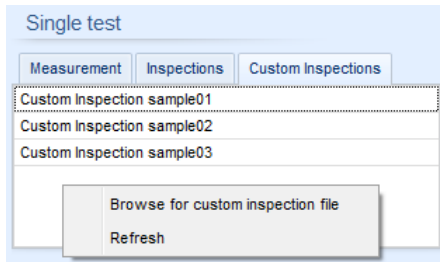 Single test
Measurement Inspections Custom Inspections
Custom Inspection sample01
Custom Inspection sample02
Custom Inspection sample03
Browse for custom inspection file
Refresh